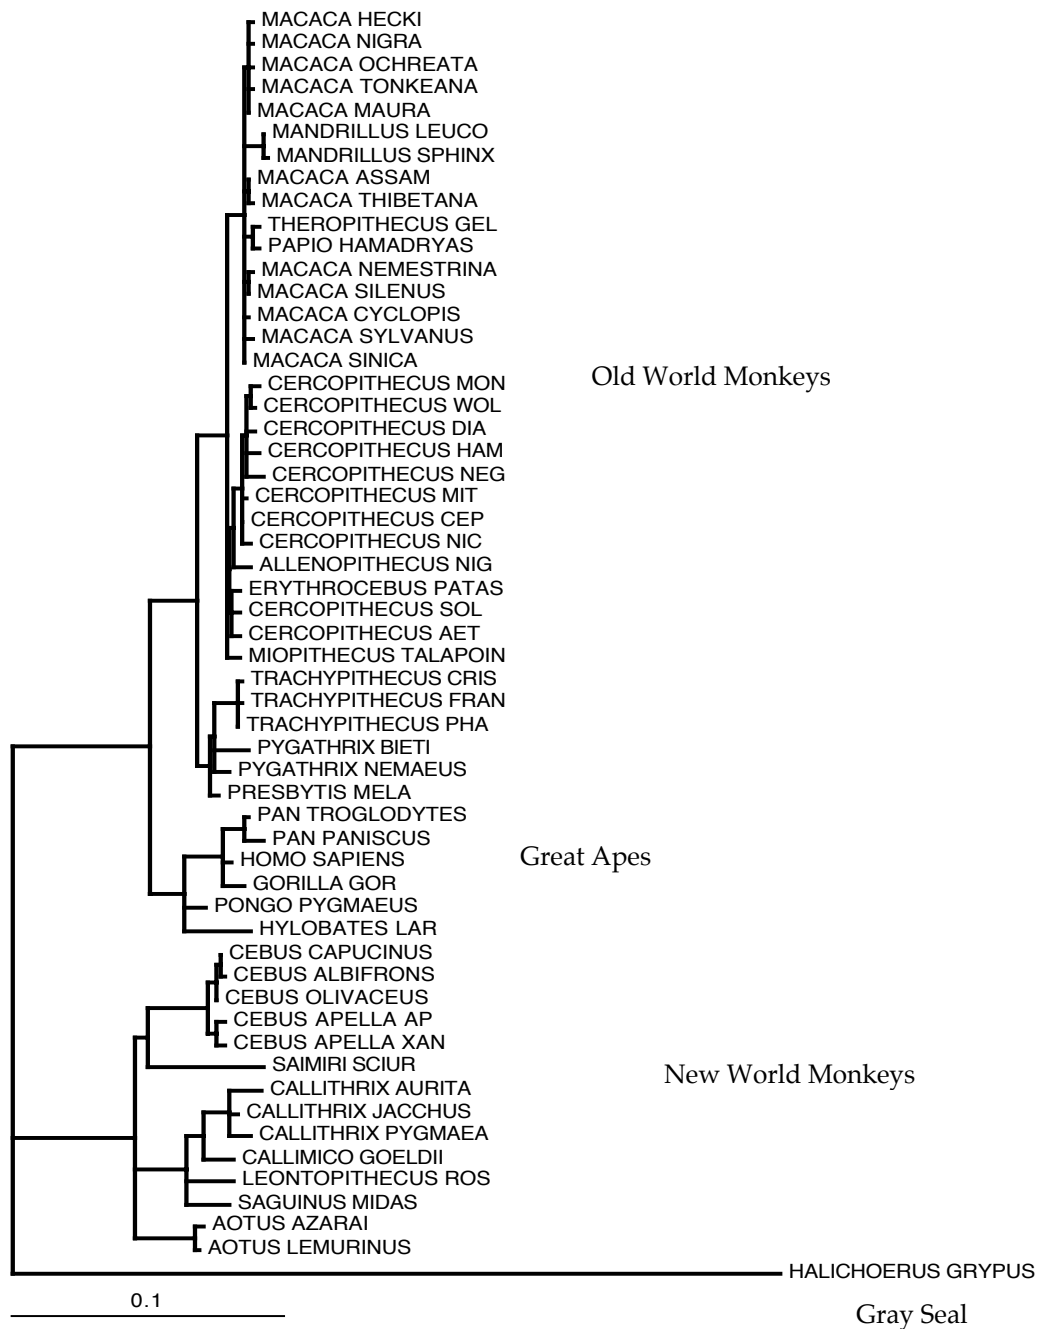 MACACA HECKI
MACACA NIGRA
MACACA OCHREATA
MACACA TONKEANA
MACACA MAURA
MANDRILLUS LEUCO
MANDRILLUS SPHINX
MACACA ASSAM
MACACA THIBETANA
THEROPITHECUS GEL
PAPIO HAMADRYAS
MACACA NEMESTRINA
MACACA SILENUS
MACACA CYCLOPIS
MACACA SYLVANUS
MACACA SINICA
Old World Monkeys
CERCOPITHECUS MON
CERCOPITHECUS WOL
CERCOPITHECUS DIA
CERCOPITHECUS HAM
CERCOPITHECUS NEG
CERCOPITHECUS MIT
CERCOPITHECUS CEP
CERCOPITHECUS NIC
ALLENOPITHECUS NIG
ERYTHROCEBUS PATAS
CERCOPITHECUS SOL
CERCOPITHECUS AET
MIOPITHECUS TALAPOIN
TRACHYPITHECUS CRIS
TRACHYPITHECUS FRAN
TRACHYPITHECUS PHA
PYGATHRIX BIETI
PYGATHRIX NEMAEUS
PRESBYTIS MELA
PAN TROGLODYTES
PAN PANISCUS
HOMO SAPIENS
Great Apes
GORILLA GOR
PONGO PYGMAEUS
HYLOBATES LAR
CEBUS CAPUCINUS
CEBUS ALBIFRONS
CEBUS OLIVACEUS
CEBUS APELLA AP
CEBUS APELLA XAN
SAIMIRI SCIUR
New World Monkeys
CALLITHRIX AURITA
CALLITHRIX JACCHUS
CALLITHRIX PYGMAEA
CALLIMICO GOELDII
LEONTOPITHECUS ROS
SAGUINUS MIDAS
AOTUS AZARAI
AOTUS LEMURINUS
HALICHOERUS GRYPUS
0.1
Gray Seal